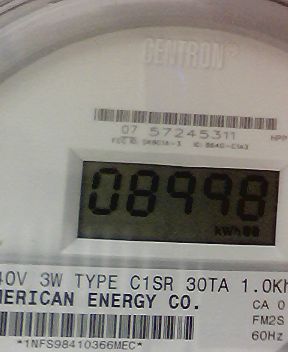 CENTRON®
07 57245311
08998
kWh
40V 3W TYPE C1SR 30TA 1.0Kh
MERICAN ENERGY CO.
CA 0
FM2S
60Hz
*1NFS98410366MEC*